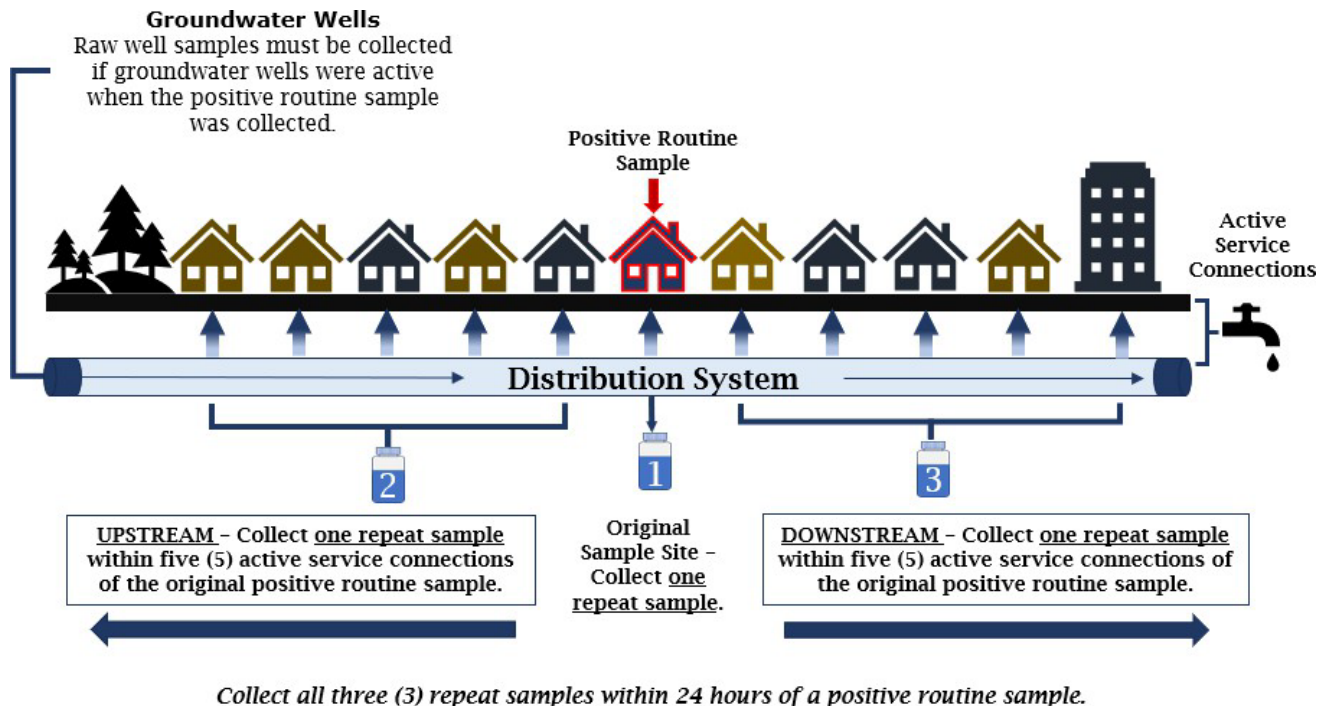 Groundwater Wells
Raw well samples must be collected
if groundwater wells were active
when the positive routine sample
was collected.
Positive Routine
Sample
Active
Service
Connections
Distribution System
2
1
3
UPSTREAM – Collect one repeat sample
within five (5) active service connections
of the original positive routine sample.
Original
Sample Site –
Collect one
repeat sample.
DOWNSTREAM – Collect one repeat sample
within five (5) active service connections of
the original positive routine sample.
Collect all three (3) repeat samples within 24 hours of a positive routine sample.